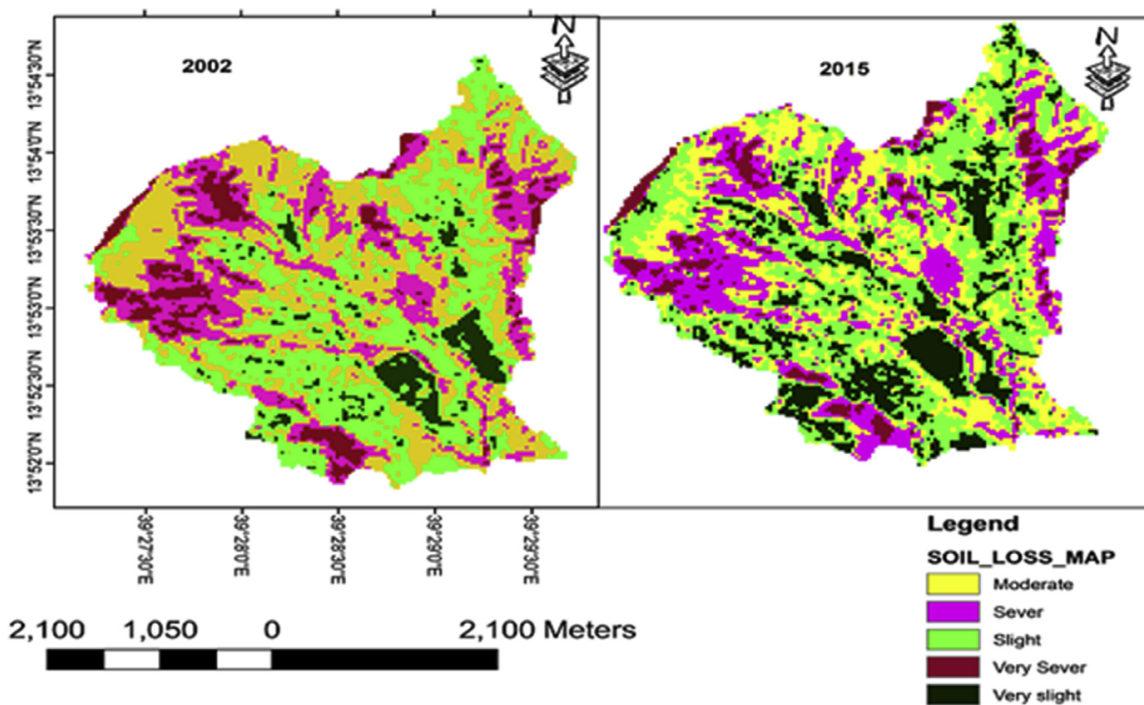 2002
N
2015
N
13°54'30"N
13°54'0"N
13°53'30"N
13°53'0"N
13°52'30"N
13°52'0"N
39°27'30"E
39°28'0"E
39°28'30"E
39°29'0"E
39°29'30"E
Legend
SOIL_LOSS_MAP
Moderate
Sever
Slight
Very Sever
Very slight
2,100 1,050 0 2,100 Meters